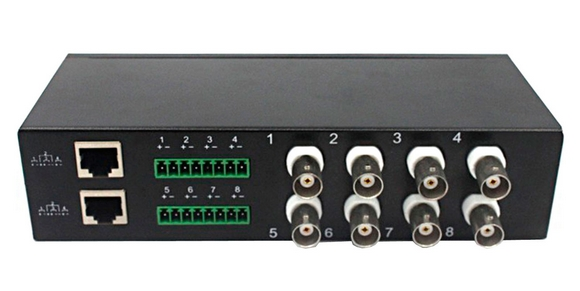 1 2 3 4
+ - + - + - + -
5 6 7 8
+ - + - + - + -
1 2 3 4
5 6 7 8